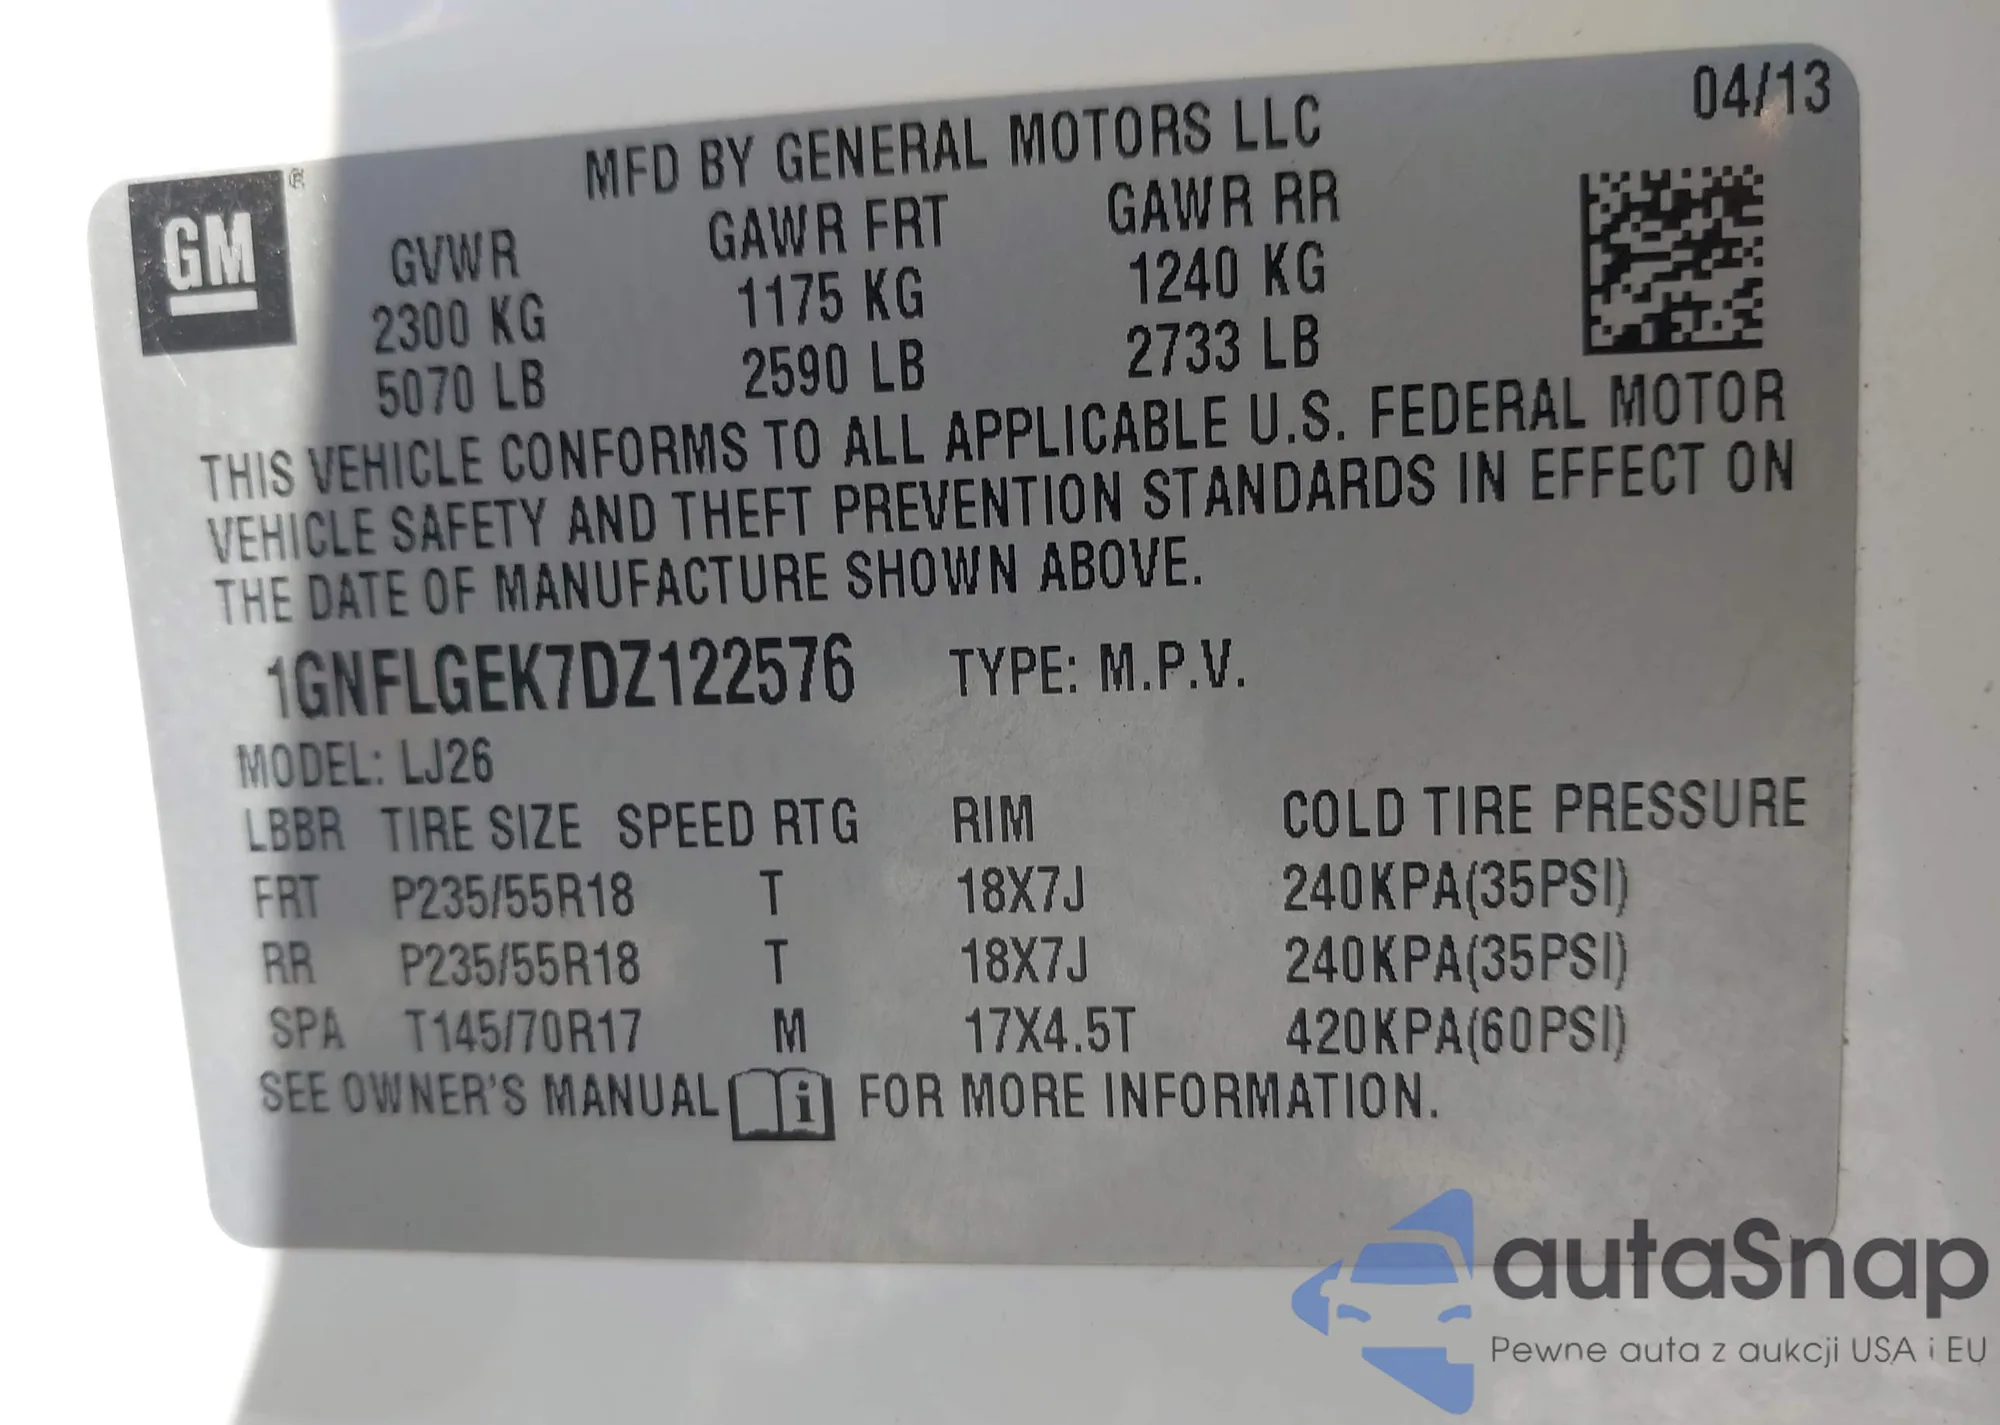 04/13
MFD BY GENERAL MOTORS LLC
GM ®
GVWR GAWR FRT GAWR RR
2300 KG 1175 KG 1240 KG
5070 LB 2590 LB 2733 LB
THIS VEHICLE CONFORMS TO ALL APPLICABLE U.S. FEDERAL MOTOR
VEHICLE SAFETY AND THEFT PREVENTION STANDARDS IN EFFECT ON
THE DATE OF MANUFACTURE SHOWN ABOVE.
1GNFLGEK7DZ122576 TYPE: M.P.V.
MODEL: LJ26
LBBR TIRE SIZE SPEED RTG RIM COLD TIRE PRESSURE
FRT P235/55R18 T 18X7J 240KPA(35PSI)
RR P235/55R18 T 18X7J 240KPA(35PSI)
SPA T145/70R17 M 17X4.5T 420KPA(60PSI)
SEE OWNER'S MANUAL i FOR MORE INFORMATION.
autaSnap
Pewne auta z aukcji USA i EU